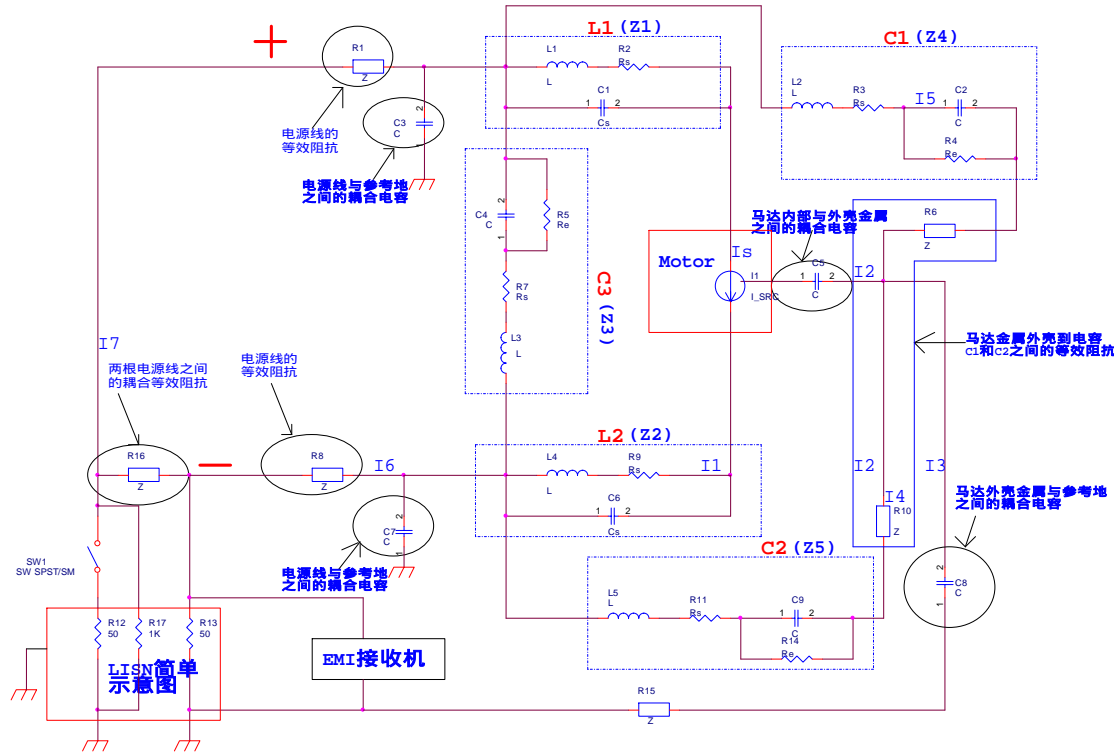 L1 (Z1)
C1 (Z4)
R1
Z
电源线的
等效阻抗
C3
C
2
1
电源线与参考地
之间的耦合电容
L1
L
R2
Rs
C1
1
2
Cs
L2
L
R3
Rs
I5
C2
1
2
C
R4
Re
C4
C
2
1
R5
Re
R7
Rs
L3
L
C3 (Z3)
马达内部与外壳金属
之间的耦合电容
R6
Z
Motor
Is
I1
I_SRC
C5
1
2
C
I2
马达金属外壳到电容
C1和C2之间的等效阻抗
I7
两根电源线之间
的耦合等效阻抗
电源线的
等效阻抗
R16
Z
R8
Z
I6
L2 (Z2)
L4
L
R9
Rs
I1
C6
1
2
Cs
I2
I3
I4
R10
Z
马达外壳金属与参考地
之间的耦合电容
C7
C
2
1
电源线与参考地
之间的耦合电容
C2 (Z5)
L5
L
R11
Rs
C9
1
2
C
R14
Re
C8
C
2
1
SW1
SW SPST/SM
R12
50
R17
1K
R13
50
LISN简单
示意图
EMI接收机
R15
Z